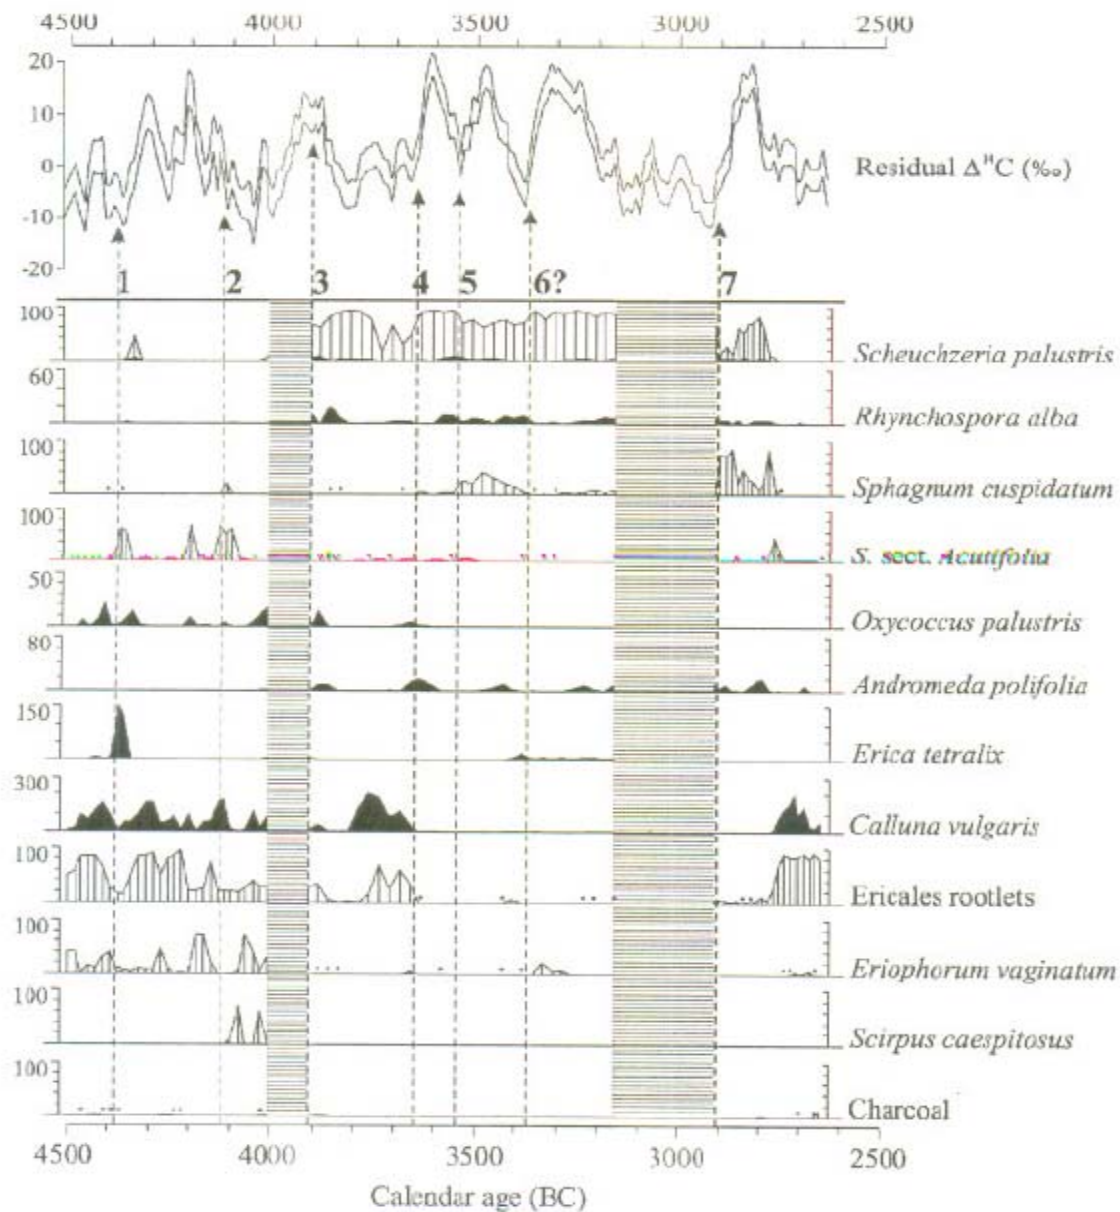 4500 4000 3500 3000 2500
20
10
0
-10
-20
Residual Δ¹⁴C (‰)
1 2 3 4 5 6? 7
100 Scheuchzeria palustris
60 Rhynchospora alba
100 Sphagnum cuspidatum
100 S. sect. Acutifolia
50 Oxycoccus palustris
80 Andromeda polifolia
150 Erica tetralix
300 Calluna vulgaris
100 Ericales rootlets
100 Eriophorum vaginatum
100 Scirpus caespitosus
100 Charcoal
4500 4000 3500 3000 2500
Calendar age (BC)